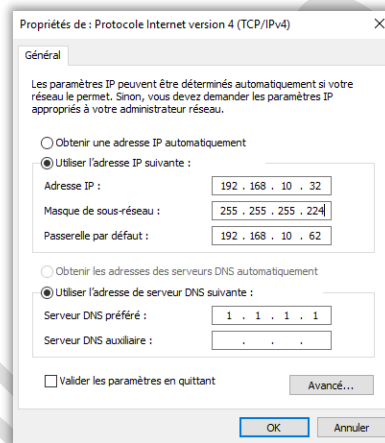 Propriétés de : Protocole Internet version 4 (TCP/IPv4)
Général
Les paramètres IP peuvent être déterminés automatiquement si votre
réseau le permet. Sinon, vous devez demander les paramètres IP
appropriés à votre administrateur réseau.
Obtenir une adresse IP automatiquement
Utiliser l'adresse IP suivante :
Adresse IP : 192 . 168 . 10 . 32
Masque de sous-réseau : 255 . 255 . 255 . 224
Passerelle par défaut : 192 . 168 . 10 . 62
Obtenir les adresses des serveurs DNS automatiquement
Utiliser l'adresse de serveur DNS suivante :
Serveur DNS préféré : 1 . 1 . 1 . 1
Serveur DNS auxiliaire : . . .
Valider les paramètres en quittant
Avancé...
OK Annuler